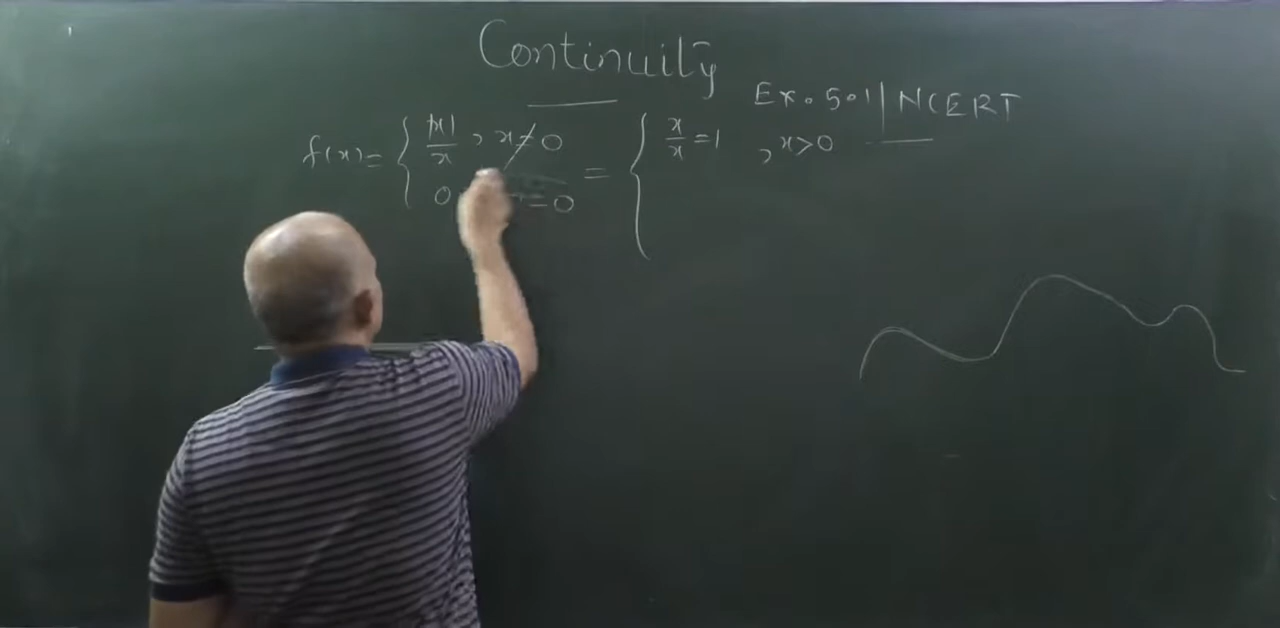 Continuity
Ex. 5.1 | NCERT
f(x) = { |x|/x , x ≠ 0 = { x/x = 1 , x > 0
0 = 0